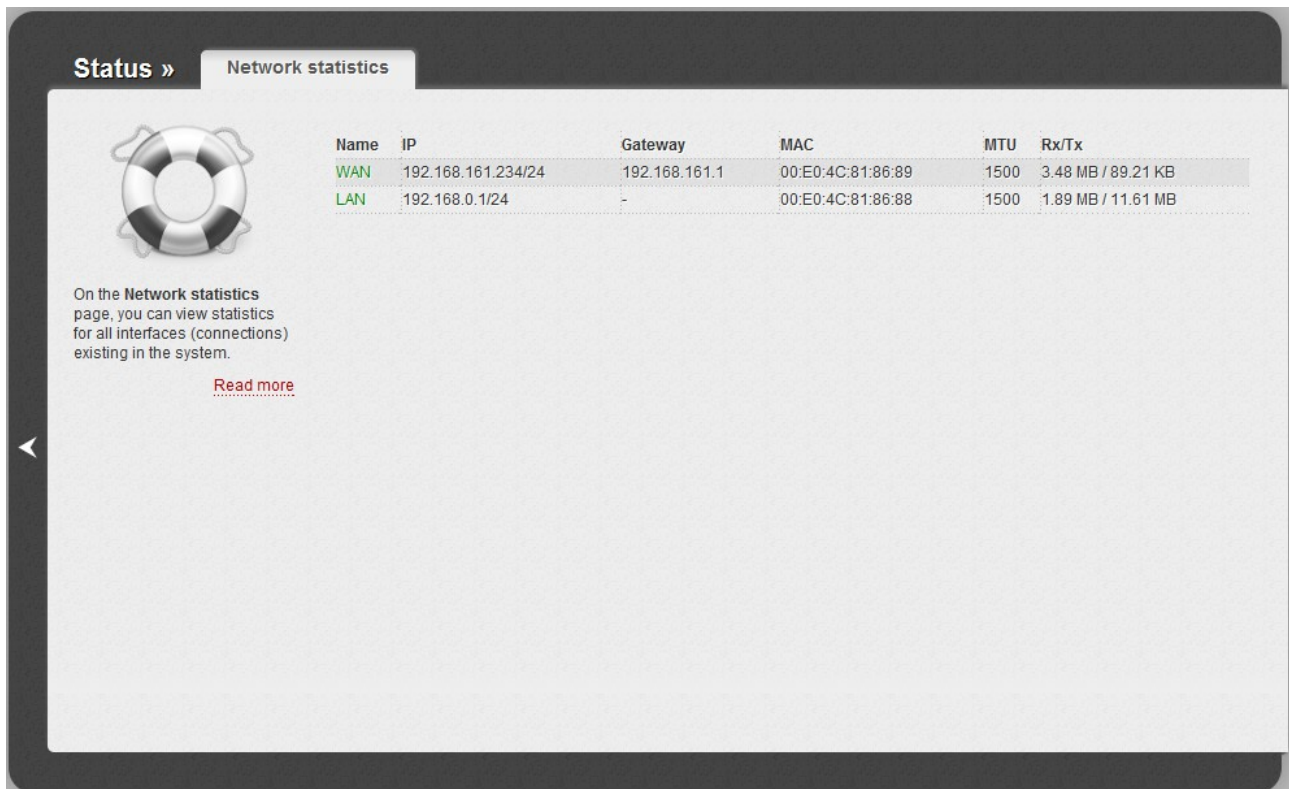 Status »
Network statistics
Name IP Gateway MAC MTU Rx/Tx
WAN 192.168.161.234/24 192.168.161.1 00:E0:4C:81:86:89 1500 3.48 MB / 89.21 KB
LAN 192.168.0.1/24 - 00:E0:4C:81:86:88 1500 1.89 MB / 11.61 MB
On the Network statistics
page, you can view statistics
for all interfaces (connections)
existing in the system.
Read more